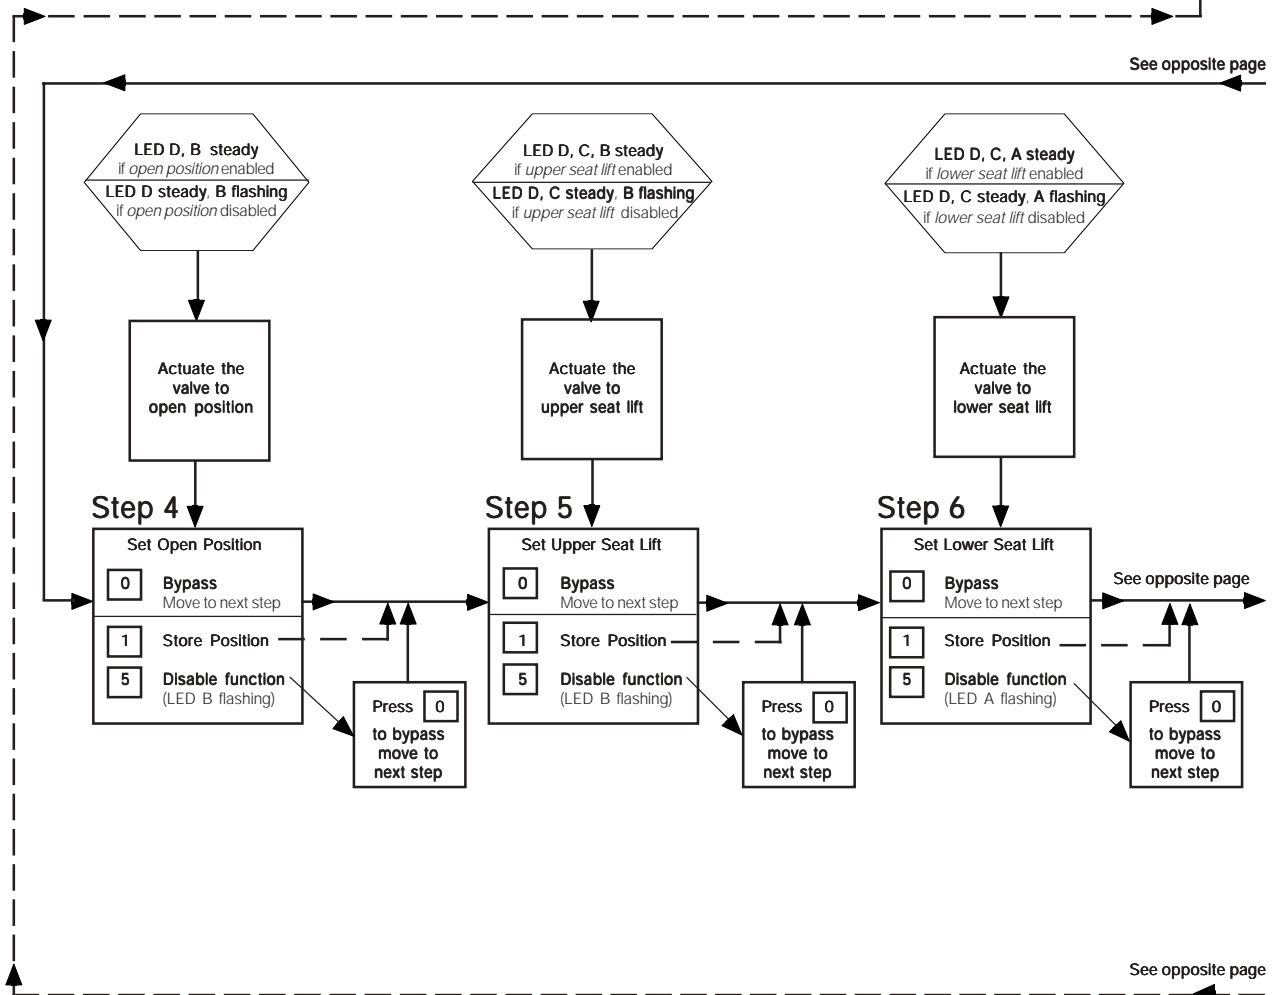 See opposite page
LED D, B steady
if open position enabled
LED D steady, B flashing
if open position disabled
LED D, C, B steady
if upper seat lift enabled
LED D, C steady, B flashing
if upper seat lift disabled
LED D, C, A steady
if lower seat lift enabled
LED D, C steady, A flashing
if lower seat lift disabled
Actuate the
valve to
open position
Actuate the
valve to
upper seat lift
Actuate the
valve to
lower seat lift
Step 4
Set Open Position
0 Bypass
Move to next step
1 Store Position
5 Disable function
(LED B flashing)
Press 0
to bypass
move to
next step
Step 5
Set Upper Seat Lift
0 Bypass
Move to next step
1 Store Position
5 Disable function
(LED B flashing)
Press 0
to bypass
move to
next step
Step 6
Set Lower Seat Lift
0 Bypass
Move to next step
1 Store Position
5 Disable function
(LED A flashing)
See opposite page
Press 0
to bypass
move to
next step
See opposite page